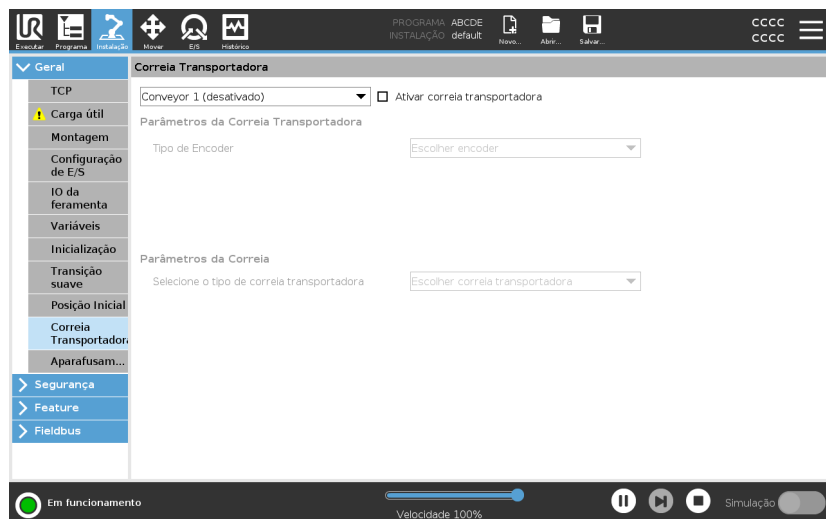 UR
Executar
Programa
Instalação
Mover
E/S
Histórico
PROGRAMA ABCDE
INSTALAÇÃO default
Novo...
Abrir...
Salvar...
cccc
cccc
Geral
TCP
Carga útil
Montagem
Configuração
de E/S
IO da
ferramenta
Variáveis
Inicialização
Transição
suave
Posição Inicial
Correia
Transportadora
Aparafusam...
Segurança
Feature
Fieldbus
Correia Transportadora
Conveyor 1 (desativado)
Ativar correia transportadora
Parâmetros da Correia Transportadora
Tipo de Encoder
Escolher encoder
Parâmetros da Correia
Selecione o tipo de correia transportadora
Escolher correia transportadora
Em funcionamento
Velocidade 100%
Simulação